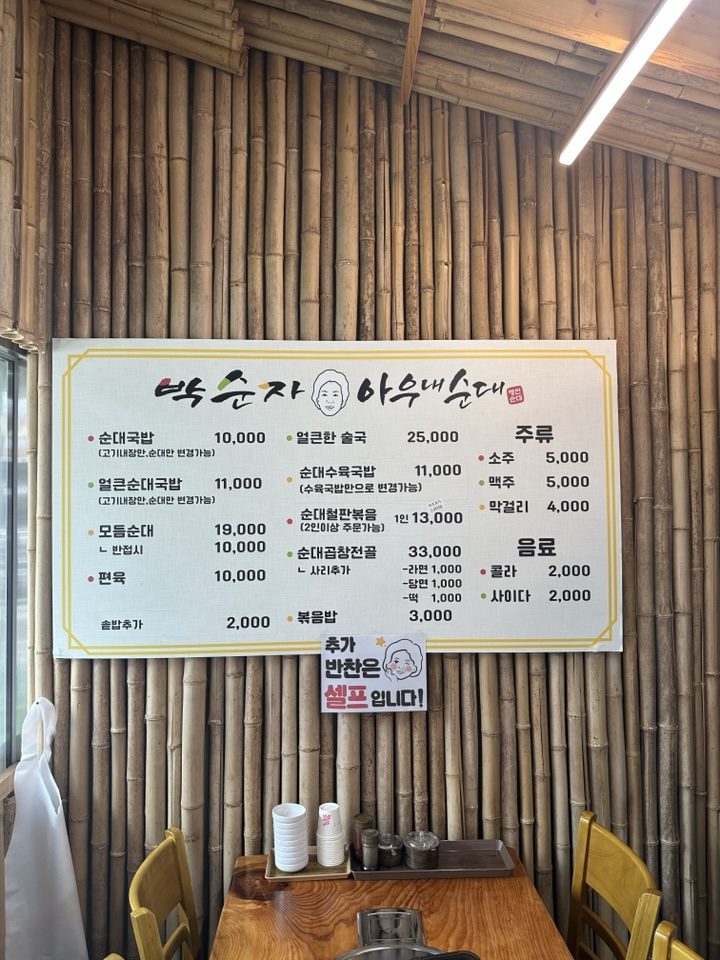 박순자 아우내순대
순대국밥 10,000
(고기내장만,순대만 변경가능)
얼큰순대국밥 11,000
(고기내장만,순대만 변경가능)
모듬순대 19,000
ㄴ 반접시 10,000
편육 10,000
솥밥추가 2,000
얼큰한 술국 25,000
순대수육국밥 11,000
(수육국밥만으로 변경가능)
순대철판볶음 1인 13,000
(2인이상 주문가능)
순대곱창전골 33,000
ㄴ 사리추가 -라면 1,000
-당면 1,000
-떡 1,000
볶음밥 3,000
주류
소주 5,000
맥주 5,000
막걸리 4,000
음료
콜라 2,000
사이다 2,000
추가
반찬은
셀프입니다!